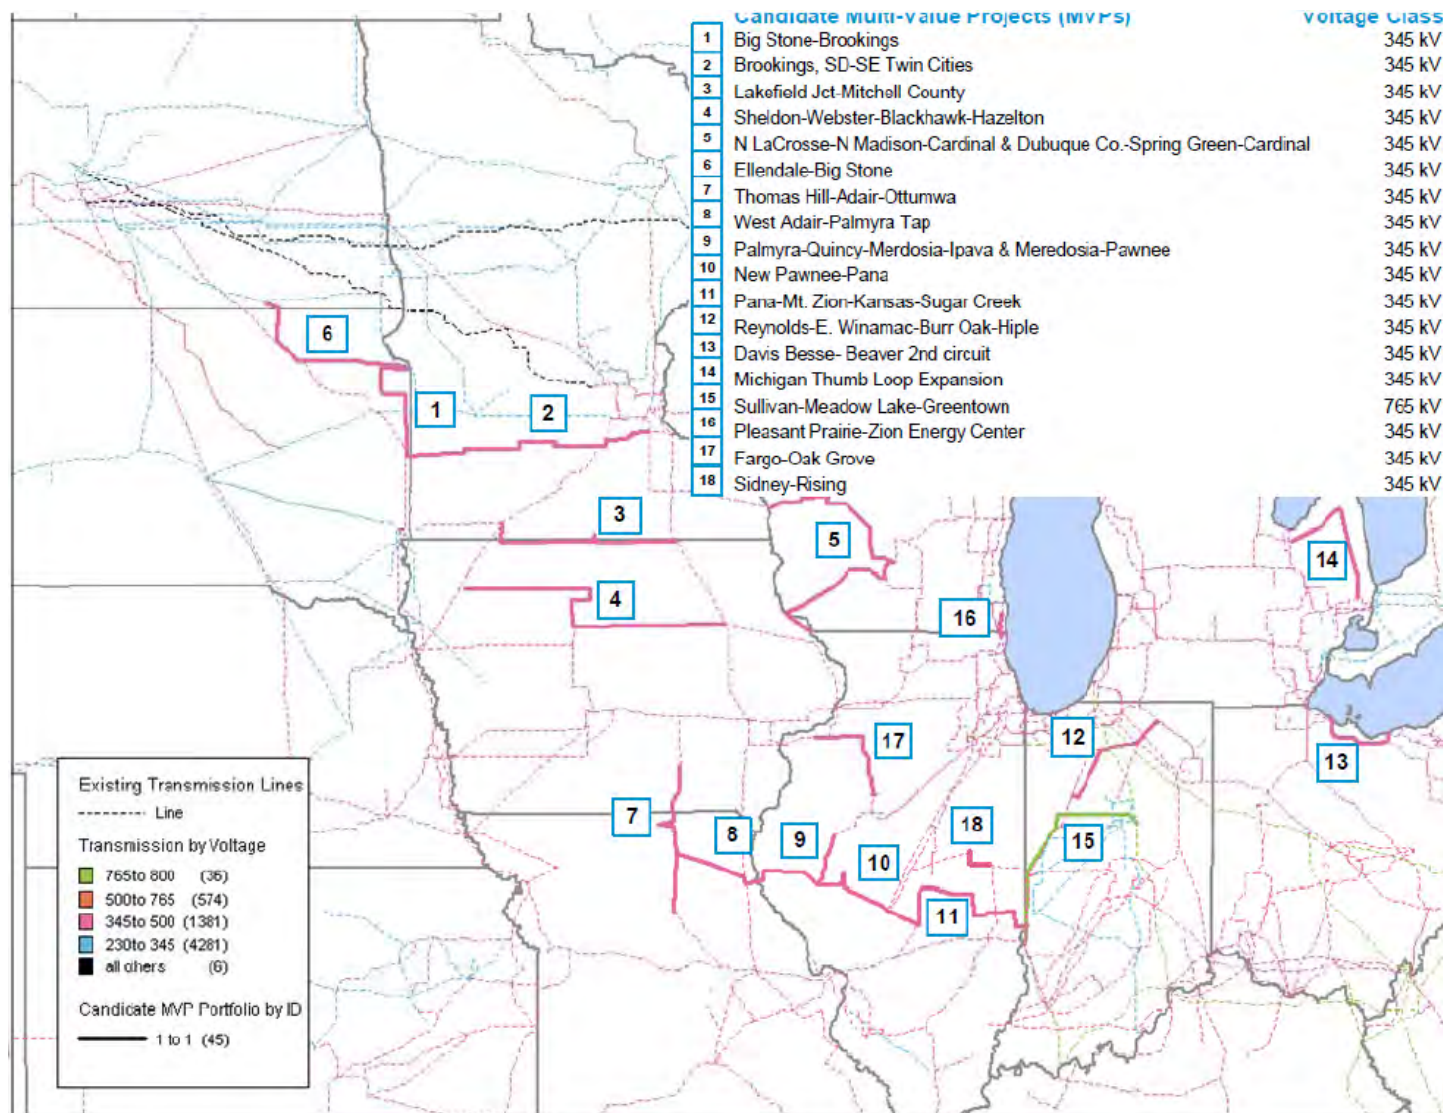 Candidate Multi-Value Projects (MVPs) Voltage Class
1 Big Stone-Brookings 345 kV
2 Brookings, SD-SE Twin Cities 345 kV
3 Lakefield Jct-Mitchell County 345 kV
4 Sheldon-Webster-Blackhawk-Hazelton 345 kV
5 N LaCrosse-N Madison-Cardinal & Dubuque Co.-Spring Green-Cardinal 345 kV
6 Ellendale-Big Stone 345 kV
7 Thomas Hill-Adair-Ottumwa 345 kV
8 West Adair-Palmyra Tap 345 kV
9 Palmyra-Quincy-Merdosia-Ipava & Meredosia-Pawnee 345 kV
10 New Pawnee-Pana 345 kV
11 Pana-Mt. Zion-Kansas-Sugar Creek 345 kV
12 Reynolds-E. Winamac-Burr Oak-Hiple 345 kV
13 Davis Besse- Beaver 2nd circuit 345 kV
14 Michigan Thumb Loop Expansion 345 kV
15 Sullivan-Meadow Lake-Greentown 765 kV
16 Pleasant Prairie-Zion Energy Center 345 kV
17 Fargo-Oak Grove 345 kV
18 Sidney-Rising 345 kV
6
1
2
3
5
14
4
16
17
12
13
7
8
9
18
15
10
11
Existing Transmission Lines
Line
Transmission by Voltage
765to 800 (36)
500to 765 (574)
345to 500 (1381)
230to 345 (4281)
all others (6)
Candidate MVP Portfolio by ID
1 to 1 (45)